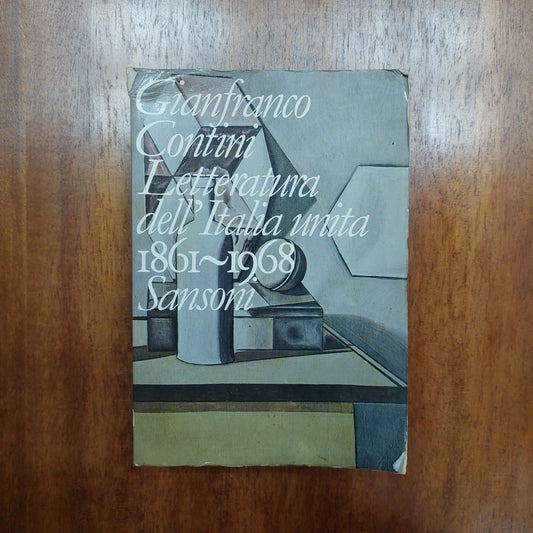 Gianfranco
Contini
Letteratura
dell'Italia unita
1861~1968
Sansoni